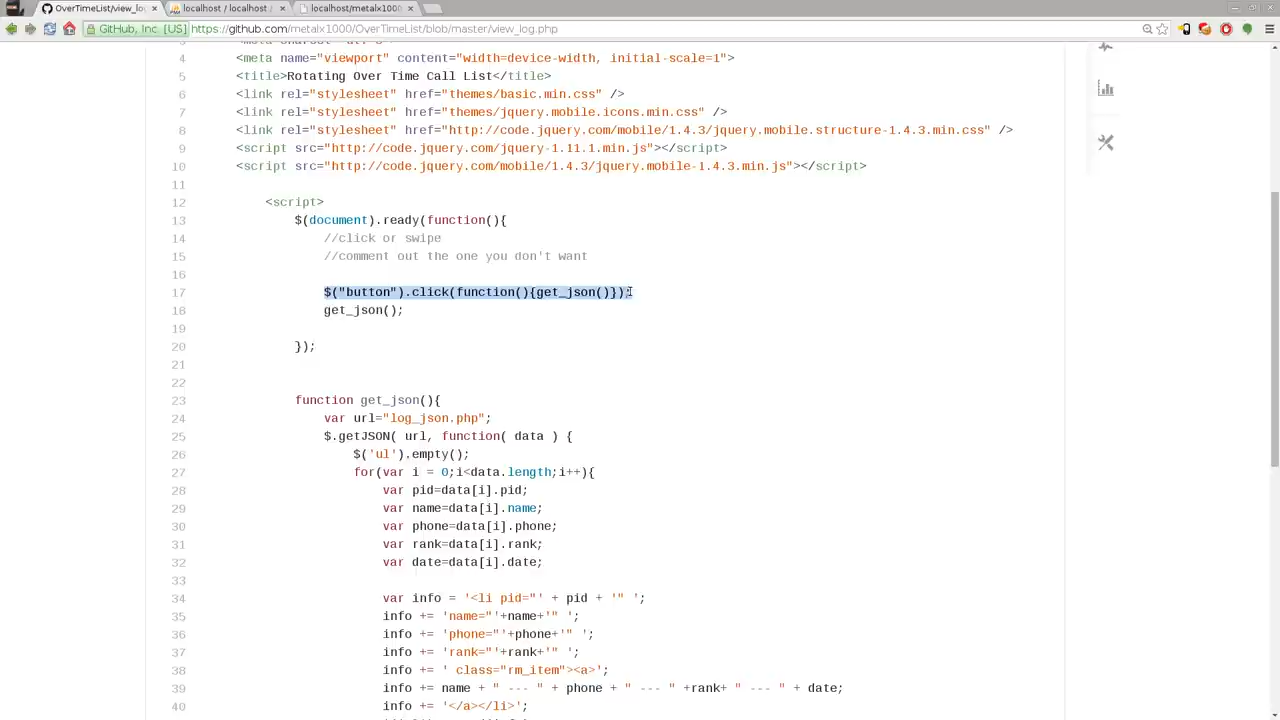 OverTimeList/view_log. × localhost / localhost / × localhost/metalx1000 ×
GitHub, Inc. [US] https://github.com/metalx1000/OverTimeList/blob/master/view_log.php
4 <meta name="viewport" content="width=device-width, initial-scale=1">
5 <title>Rotating Over Time Call List</title>
6 <link rel="stylesheet" href="themes/basic.min.css" />
7 <link rel="stylesheet" href="themes/jquery.mobile.icons.min.css" />
8 <link rel="stylesheet" href="http://code.jquery.com/mobile/1.4.3/jquery.mobile.structure-1.4.3.min.css" />
9 <script src="http://code.jquery.com/jquery-1.11.1.min.js"></script>
10 <script src="http://code.jquery.com/mobile/1.4.3/jquery.mobile-1.4.3.min.js"></script>
11
12 <script>
13 $(document).ready(function(){
14 //click or swipe
15 //comment out the one you don't want
16
17 $("button").click(function(){get_json()});
18 get_json();
19
20 });
21
22
23 function get_json(){
24 var url="log_json.php";
25 $.getJSON( url, function( data ) {
26 $('ul').empty();
27 for(var i = 0;i<data.length;i++){
28 var pid=data[i].pid;
29 var name=data[i].name;
30 var phone=data[i].phone;
31 var rank=data[i].rank;
32 var date=data[i].date;
33
34 var info = '<li pid="' + pid + '" ';
35 info += 'name="'+name+'" ';
36 info += 'phone="'+phone+'" ';
37 info += 'rank="'+rank+'" ';
38 info += ' class="rm_item"><a>';
39 info += name + " --- " + phone + " --- " +rank+ " --- " + date;
40 info += '</a></li>';